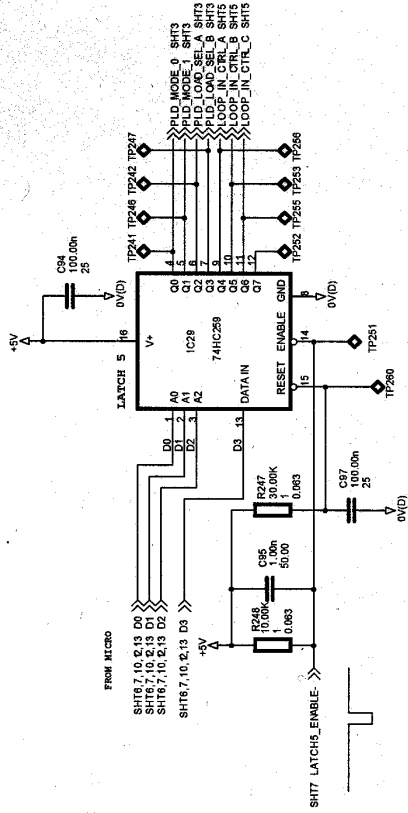 +5V
C94
100.00n
25
0V(D)
LATCH 5
16
V+
IC29
74HC259
A0
A1
A2
DATA IN
RESET
ENABLE
GND
Q0
Q1
Q2
Q3
Q4
Q5
Q6
Q7
D0 1
D1 2
D2 3
D3 13
15
14
8
0V(D)
4
5
6
7
9
10
11
12
TP241
TP246
TP242
TP247
TP252
TP255
TP253
TP256
PLD_MODE_0 SHT3
PLD_MODE_1 SHT3
PLD_LOAD_SEL_A SHT3
PLD_LOAD_SEL_B SHT3
LOOP_IN_CTRL_A SHT5
LOOP_IN_CTRL_B SHT5
LOOP_IN_CTR_C SHT5
TP251
TP260
FROM MICRO
SHT6,7,10,12,13 D0
SHT6,7,10,12,13 D1
SHT6,7,10,12,13 D2
SHT6,7,10,12,13 D3
+5V
R248
10.00K
1
0.063
C95
1.00n
50.00
R247
30.00K
1
0.063
C97
100.00n
25
0V(D)
SHT7 LATCH5_ENABLE-